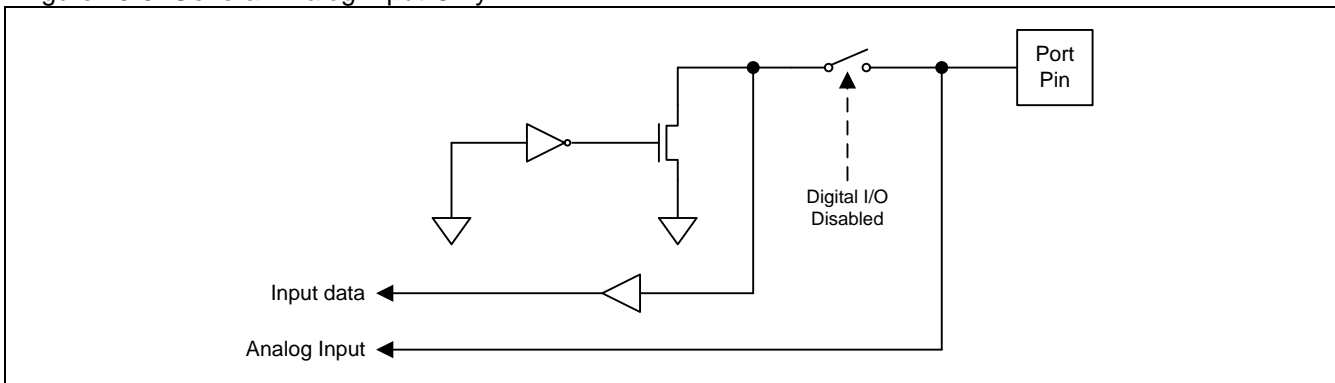 Port
Pin
Digital I/O
Disabled
Input data
Analog Input